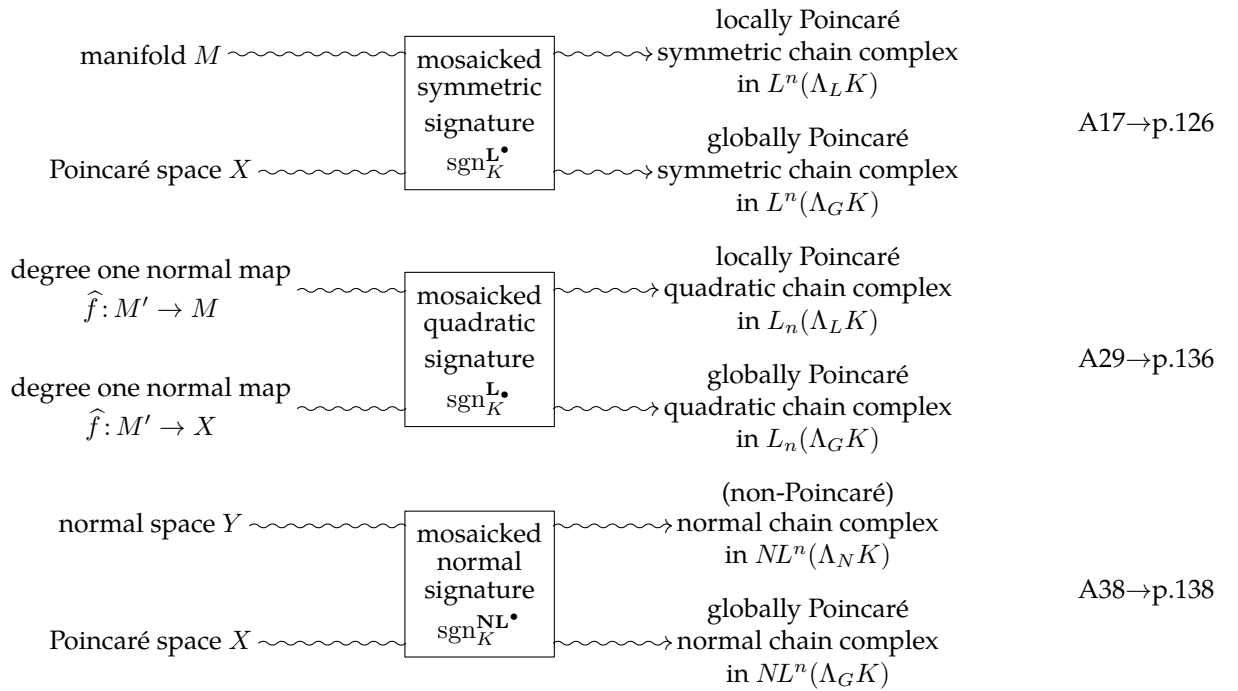 manifold M
mosaicked
symmetric
signature
sgn_K^{L^•}
locally Poincaré
symmetric chain complex
in L^n(Λ_L K)
A17→p.126
Poincaré space X
globally Poincaré
symmetric chain complex
in L^n(Λ_G K)
degree one normal map
f̂: M′ → M
mosaicked
quadratic
signature
sgn_K^{L_•}
locally Poincaré
quadratic chain complex
in L_n(Λ_L K)
A29→p.136
degree one normal map
f̂: M′ → X
globally Poincaré
quadratic chain complex
in L_n(Λ_G K)
normal space Y
mosaicked
normal
signature
sgn_K^{NL^•}
(non-Poincaré)
normal chain complex
in NL^n(Λ_N K)
A38→p.138
Poincaré space X
globally Poincaré
normal chain complex
in NL^n(Λ_G K)